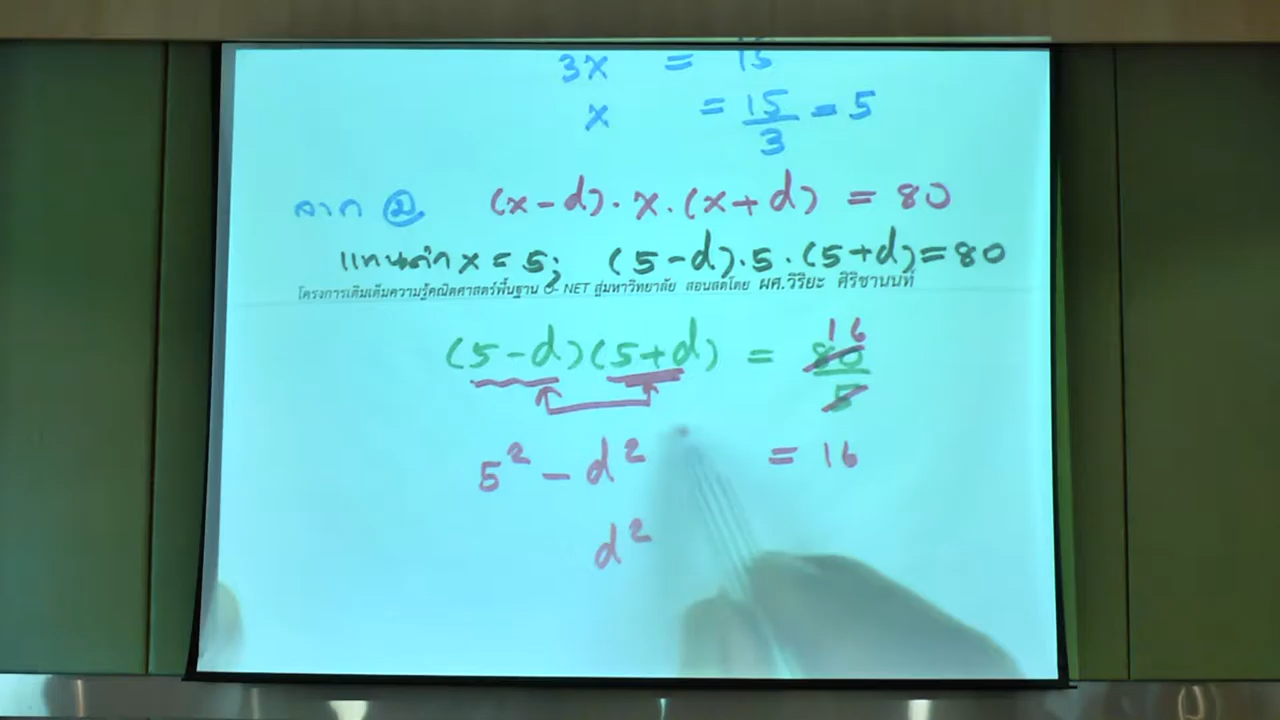 3x = 15
x = 15/3 = 5
จาก ② (x-d)·x·(x+d) = 80
แทนค่า x = 5; (5-d)·5·(5+d) = 80
โครงการเติมเต็มความรู้คณิตศาสตร์พื้นฐาน O- NET สู่มหาวิทยาลัย สอนสดโดย ผศ.วิริยะ ศิริชานนท์
(5-d)(5+d) = 80/5 16
5² - d² = 16
d²